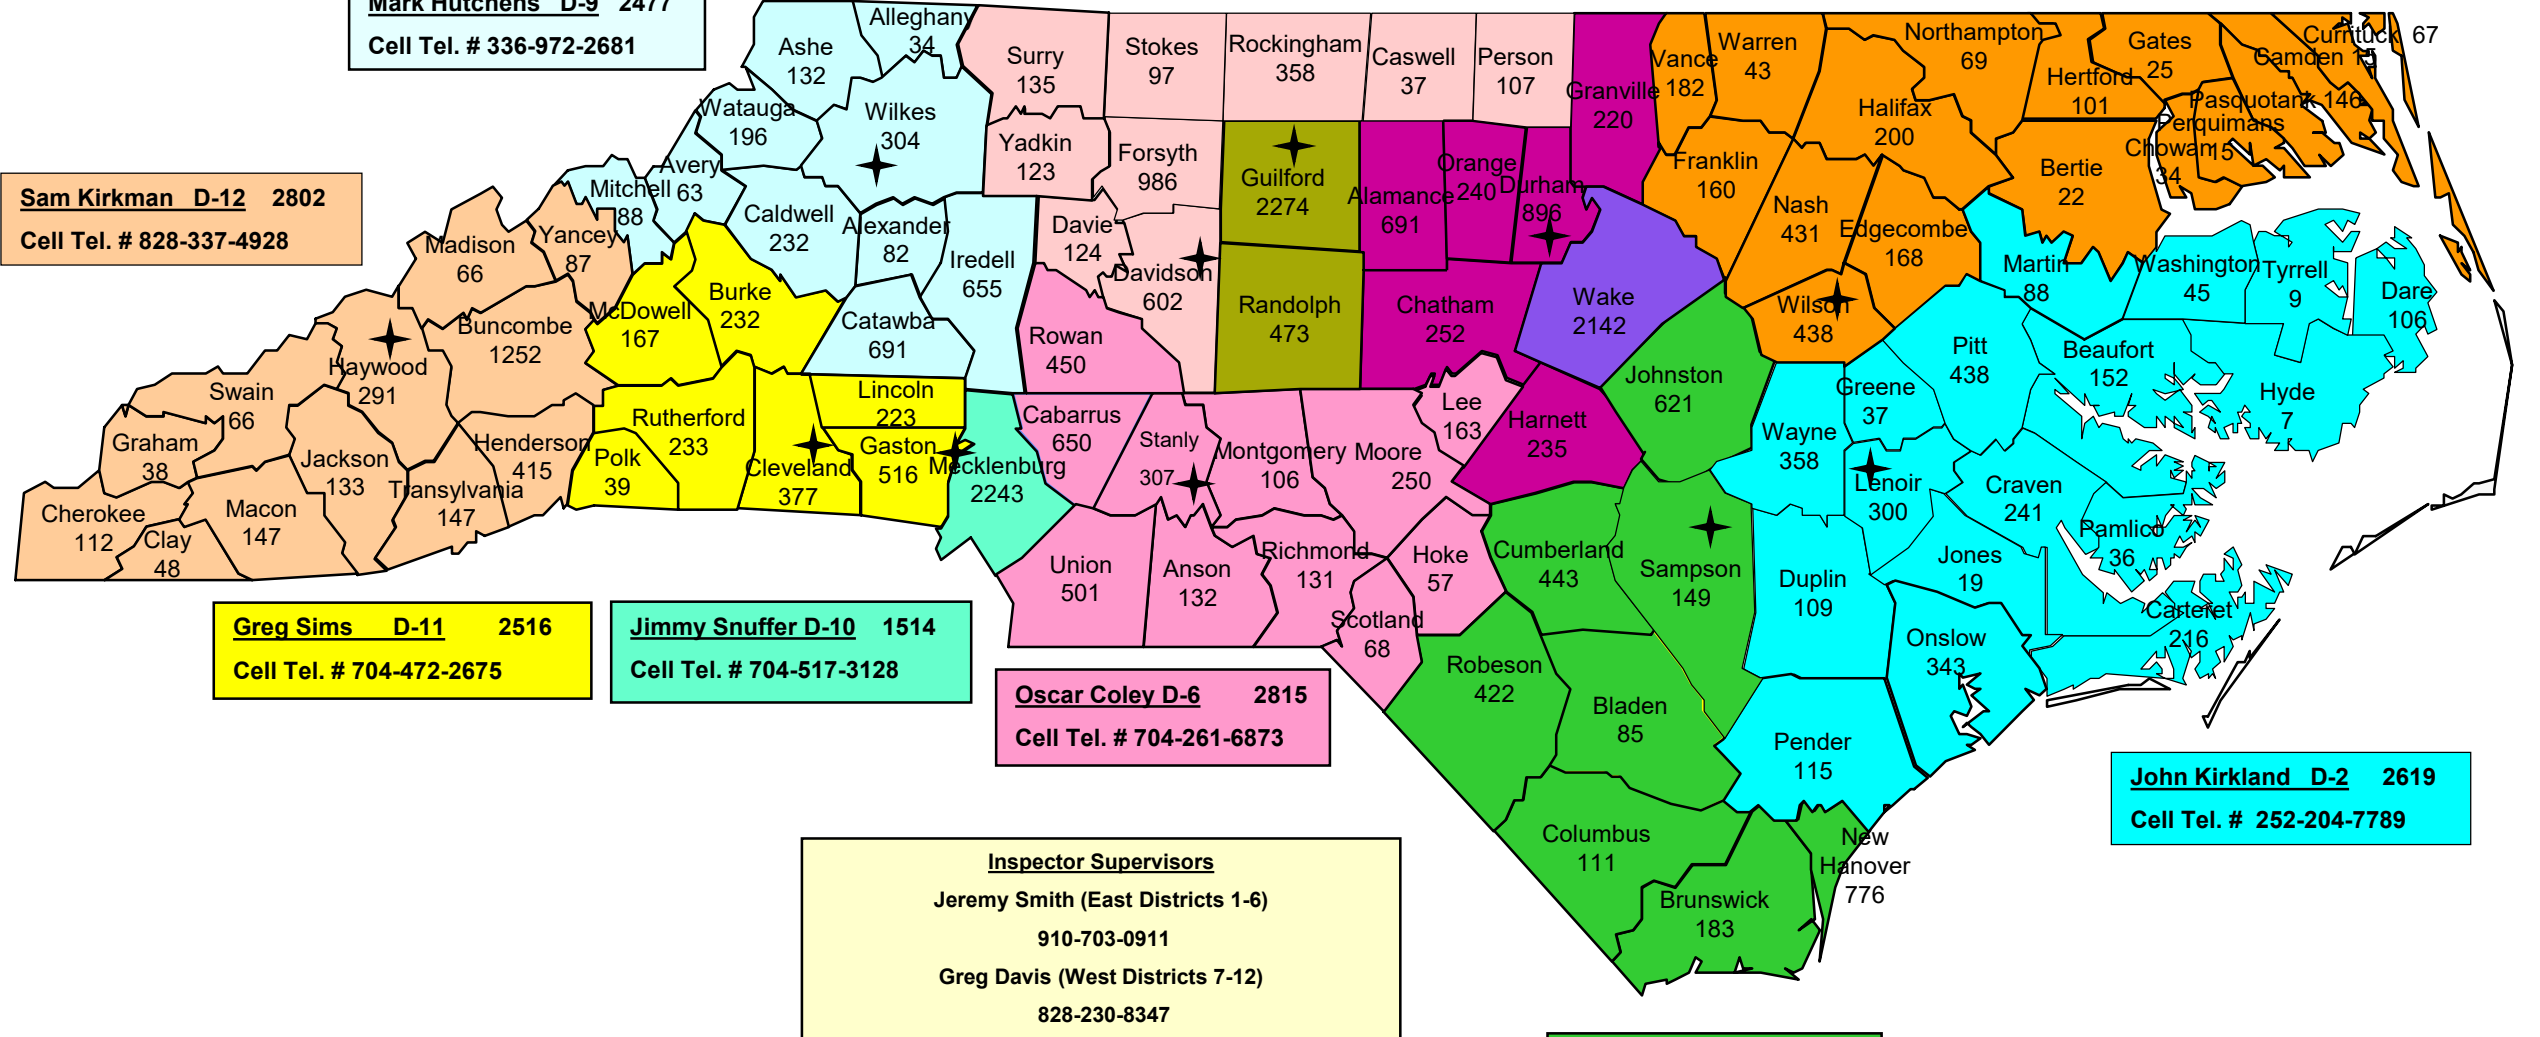 Mark Hutchens D-9 2477
Cell Tel. # 336-972-2681
Sam Kirkman D-12 2802
Cell Tel. # 828-337-4928
Greg Sims D-11 2516
Cell Tel. # 704-472-2675
Jimmy Snuffer D-10 1514
Cell Tel. # 704-517-3128
Oscar Coley D-6 2815
Cell Tel. # 704-261-6873
John Kirkland D-2 2619
Cell Tel. # 252-204-7789
Inspector Supervisors
Jeremy Smith (East Districts 1-6)
910-703-0911
Greg Davis (West Districts 7-12)
828-230-8347
Alleghany
34
Ashe
132
Surry
135
Stokes
97
Rockingham
358
Caswell
37
Person
107
Granville
220
Vance
182
Warren
43
Northampton
69
Hertford
101
Gates
25
Currituck 67
Camden 15
Pasquotank 146
Perquimans
15
Chowan
34
Bertie
22
Halifax
200
Watauga
196
Wilkes
304
Yadkin
123
Forsyth
986
Guilford
2274
Alamance
691
Orange
240
Durham
896
Franklin
160
Nash
431
Edgecombe
168
Martin
88
Washington
45
Tyrrell
9
Dare
106
Avery
63
Mitchell
88
Yancey
87
Madison
66
Caldwell
232
Alexander
82
Iredell
655
Davie
124
Davidson
602
Randolph
473
Chatham
252
Wake
2142
Wilson
438
Pitt
438
Beaufort
152
Hyde
7
McDowell
167
Burke
232
Catawba
691
Rowan
450
Buncombe
1252
Haywood
291
Swain
66
Graham
38
Jackson
133
Henderson
415
Transylvania
147
Macon
147
Cherokee
112
Clay
48
Rutherford
233
Polk
39
Cleveland
377
Lincoln
223
Gaston
516
Mecklenburg
2243
Cabarrus
650
Stanly
307
Montgomery
106
Moore
250
Lee
163
Harnett
235
Johnston
621
Wayne
358
Greene
37
Lenoir
300
Craven
241
Pamlico
36
Jones
19
Carteret
216
Union
501
Anson
132
Richmond
131
Scotland
68
Hoke
57
Cumberland
443
Sampson
149
Duplin
109
Onslow
343
Robeson
422
Bladen
85
Pender
115
Columbus
111
Brunswick
183
New
Hanover
776